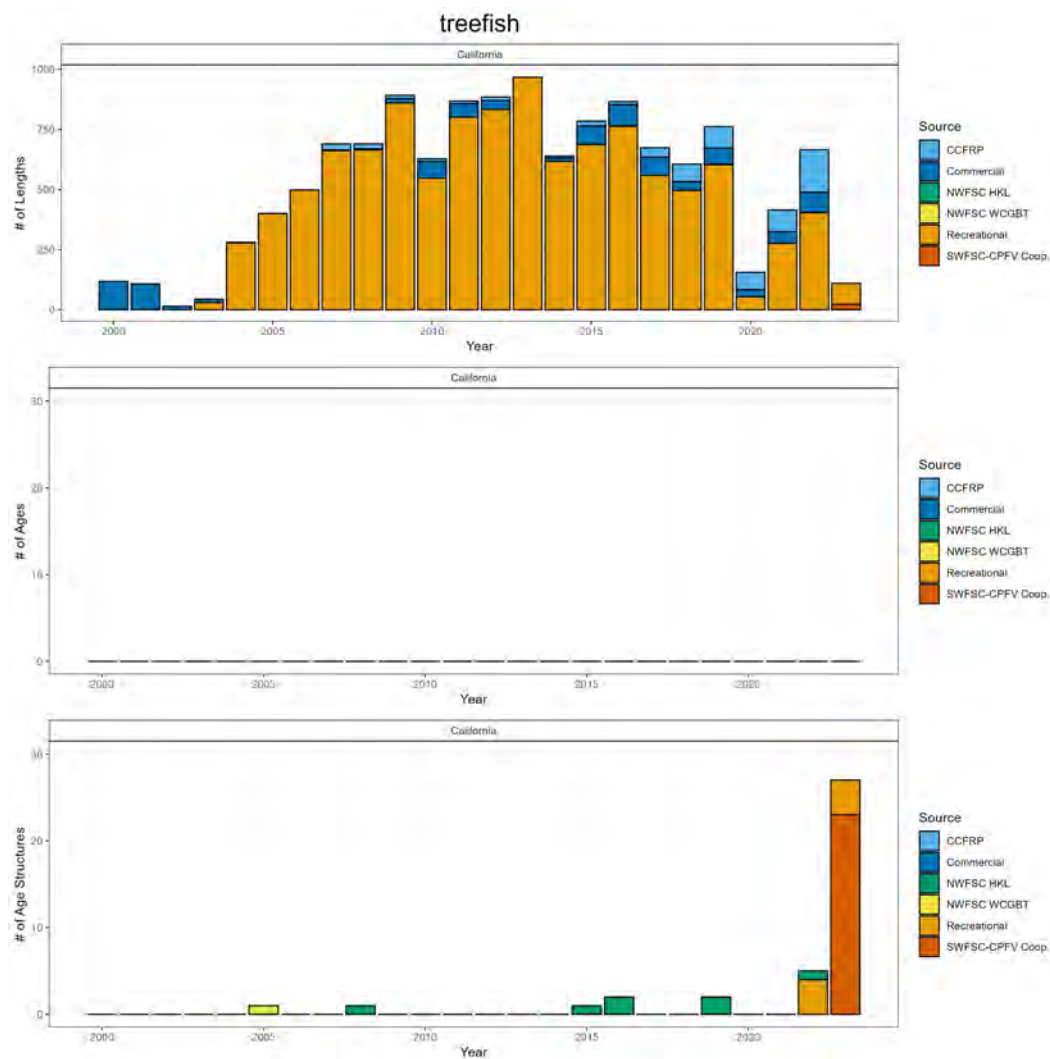 treefish
California
1000
750
500
250
0
# of Lengths
2000
2005
2010
2015
2020
Year
Source
CCFRP
Commercial
NWFSC HKL
NWFSC WCGBT
Recreational
SWFSC-CPFV Coop.
California
30
20
10
0
# of Ages
2000
2005
2010
2015
2020
Year
Source
CCFRP
Commercial
NWFSC HKL
NWFSC WCGBT
Recreational
SWFSC-CPFV Coop.
California
30
20
10
0
# of Age Structures
2000
2005
2010
2015
2020
Year
Source
CCFRP
Commercial
NWFSC HKL
NWFSC WCGBT
Recreational
SWFSC-CPFV Coop.